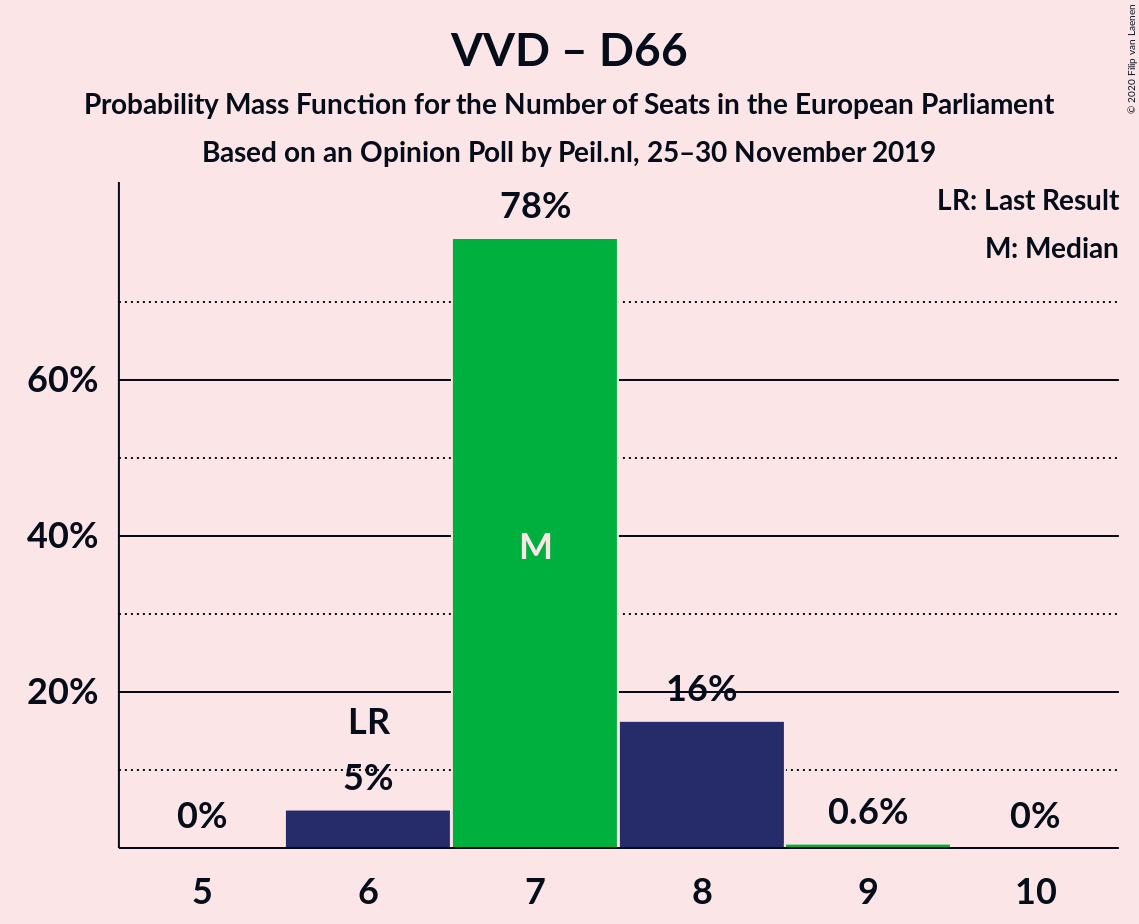 VVD – D66
Probability Mass Function for the Number of Seats in the European Parliament
Based on an Opinion Poll by Peil.nl, 25–30 November 2019
© 2020 Filip van Laenen
LR: Last Result
M: Median
78%
60%
40%
20%
M
16%
LR
5%
0%
0.6%
0%
5 6 7 8 9 10